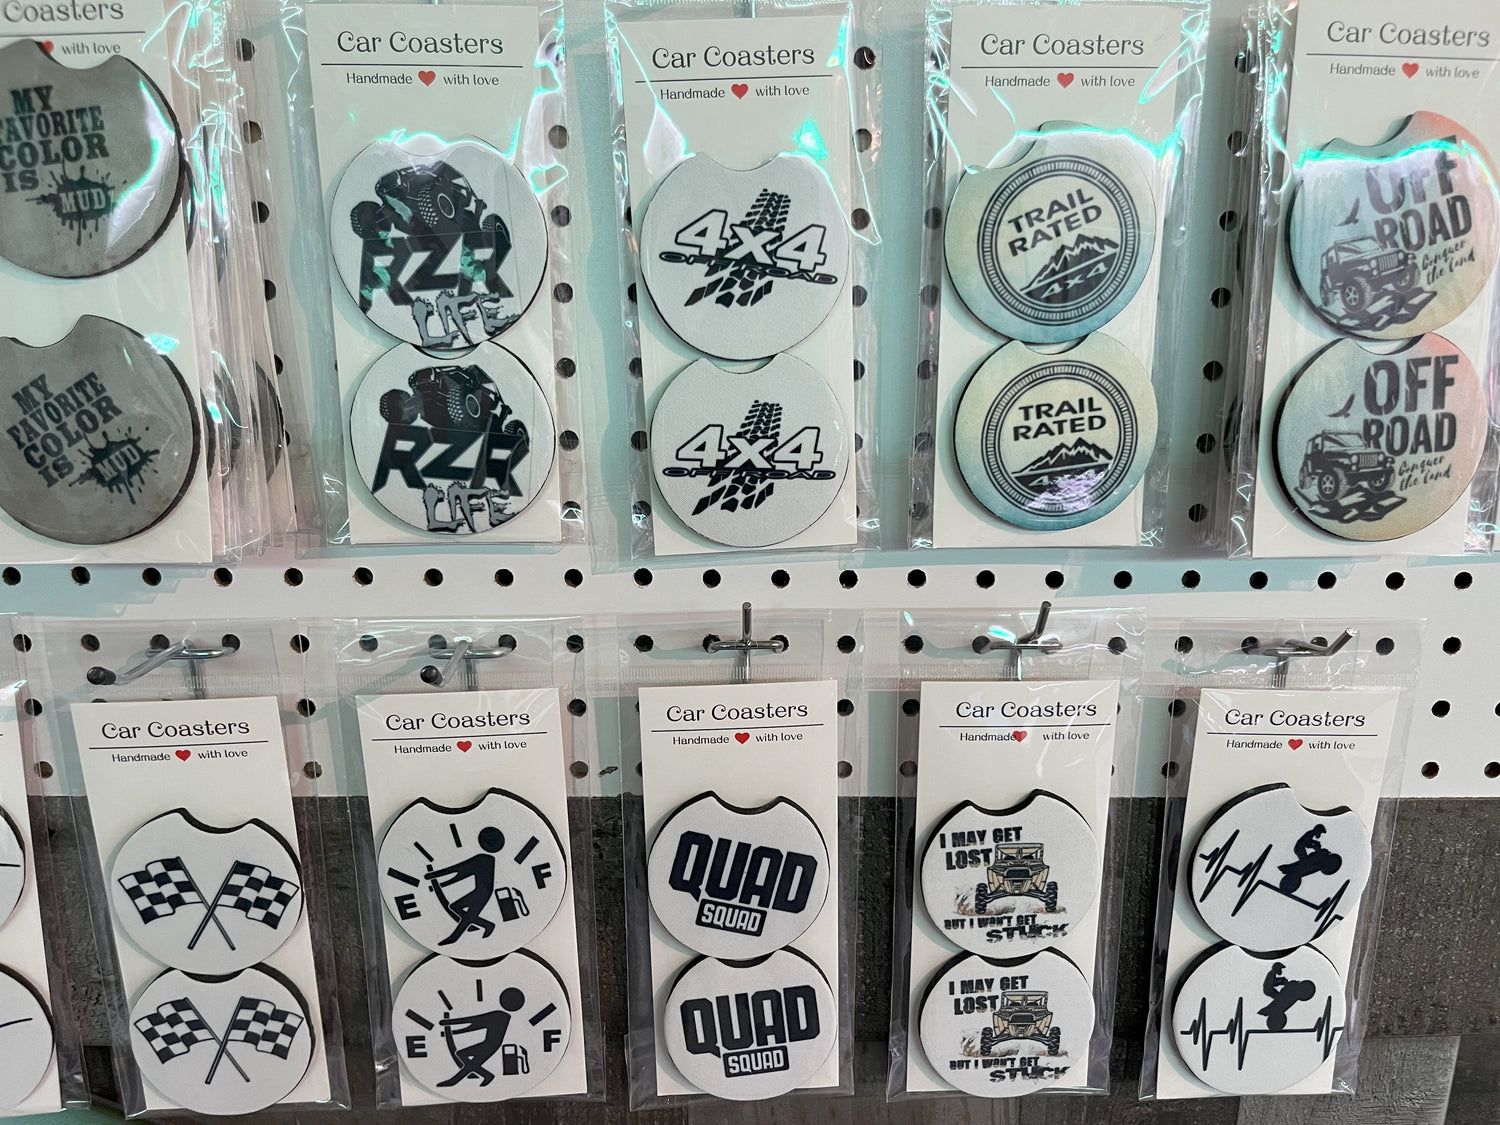 with love
MY
FAVORITE
COLOR
IS
MUD
MY
FAVORITE
COLOR
IS
MUD
Car Coasters
Handmade with love
RZR
LIFE
RZR
LIFE
Car Coasters
Handmade with love
4x4
OFF ROAD
4x4
OFF ROAD
Car Coasters
Handmade with love
TRAIL
RATED
4x4
TRAIL
RATED
4x4
Car Coasters
Handmade with love
OFF
ROAD
Conquer
the land
OFF
ROAD
Conquer
the land
Car Coasters
Handmade with love
Car Coasters
Handmade with love
E F
E F
Car Coasters
Handmade with love
QUAD
SQUAD
QUAD
SQUAD
Car Coasters
Handmade with love
I MAY GET
LOST
BUT I WON'T GET
STUCK
I MAY GET
LOST
BUT I WON'T GET
STUCK
Car Coasters
Handmade with love